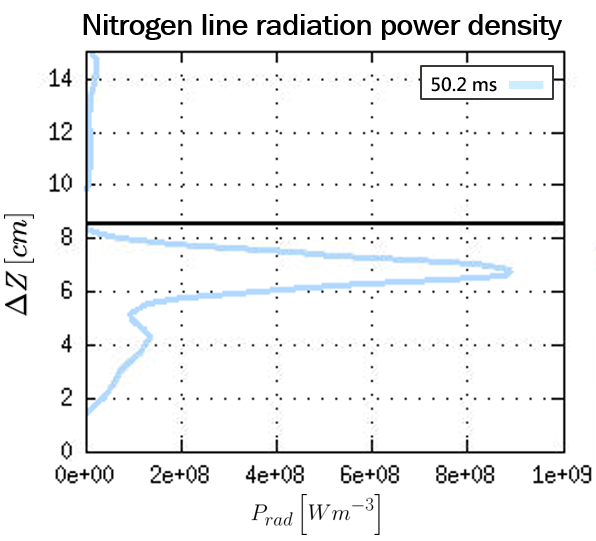 Nitrogen line radiation power density
50.2 ms
14
12
10
8
6
4
2
0
ΔZ [cm]
0e+00 2e+08 4e+08 6e+08 8e+08 1e+09
P_rad [Wm⁻³]